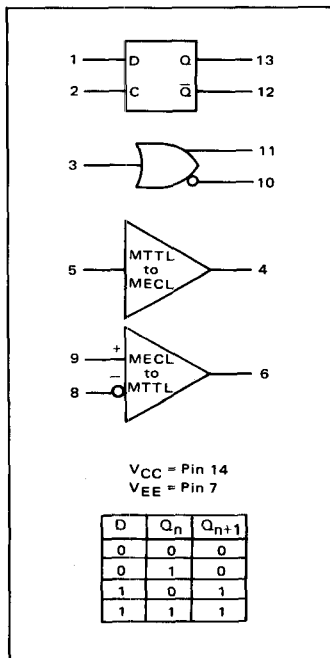 1 D Q 13
2 C Q̅ 12
3 11
10
5 MTTL to MECL 4
9 + MECL to MTTL 6
8 −
VCC = Pin 14
VEE = Pin 7
D Qn Qn+1
0 0 0
0 1 0
1 0 1
1 1 1